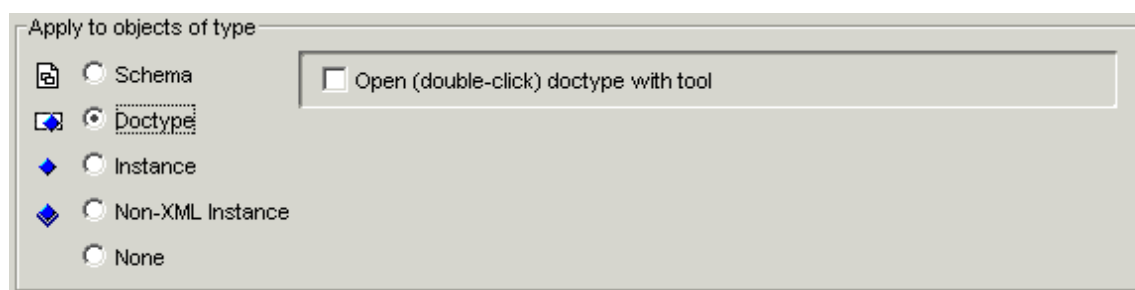 Apply to objects of type
Schema
Open (double-click) doctype with tool
Doctype
Instance
Non-XML Instance
None